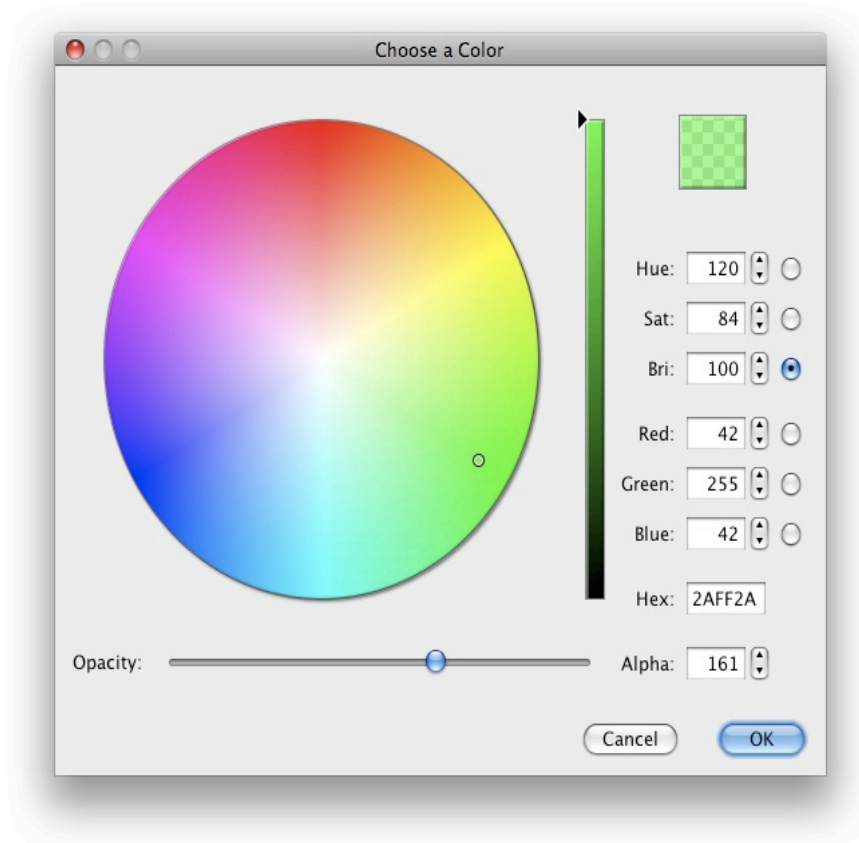 Choose a Color
Hue: 120
Sat: 84
Bri: 100
Red: 42
Green: 255
Blue: 42
Hex: 2AFF2A
Opacity: Alpha: 161
Cancel OK